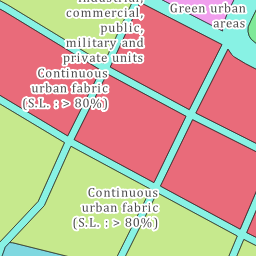 Industrial,
commercial,
public,
military and
private units
Green urban
areas
Continuous
urban fabric
(S.L. : > 80%)
Continuous
urban fabric
(S.L. : > 80%)